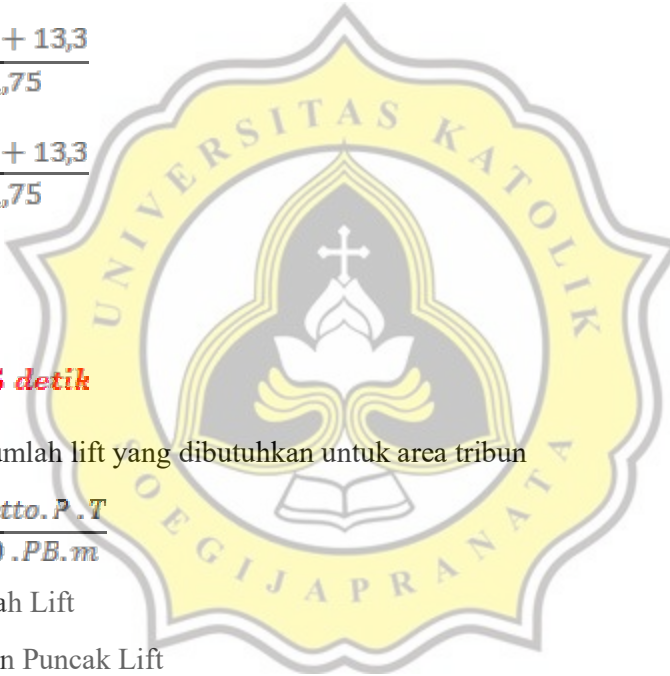 + 13,3
,75
+ 13,3
,75
UNIVERSITAS KATOLIK
detik
umlah lift yang dibutuhkan untuk area tribun
tto. P . T
. PB. m
ah Lift
n Puncak Lift
SOEGIJAPRANATA